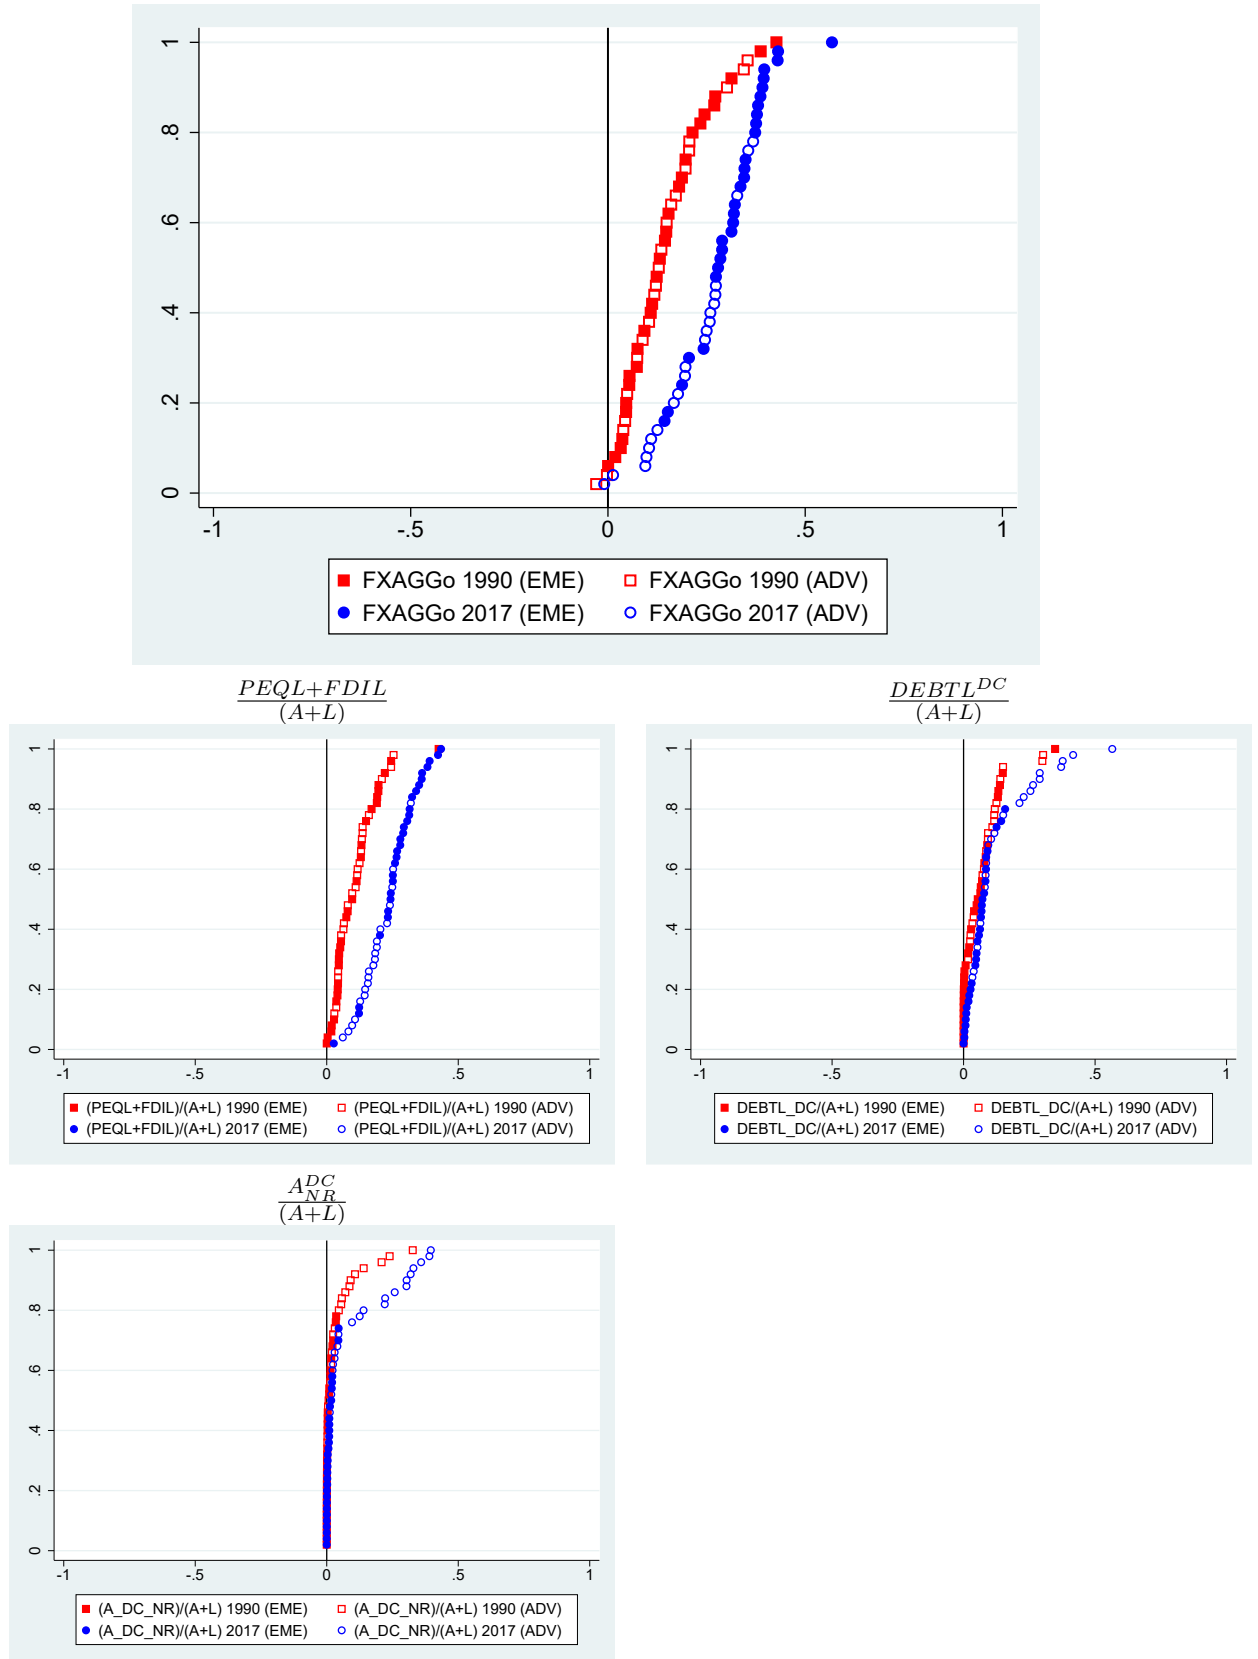 1
.8
.6
.4
.2
0
-1 -.5 0 .5 1
FXAGGo 1990 (EME) FXAGGo 1990 (ADV)
FXAGGo 2017 (EME) FXAGGo 2017 (ADV)
PEQL+FDIL
(A+L)
1
.8
.6
.4
.2
0
-1 -.5 0 .5 1
(PEQL+FDIL)/(A+L) 1990 (EME) (PEQL+FDIL)/(A+L) 1990 (ADV)
(PEQL+FDIL)/(A+L) 2017 (EME) (PEQL+FDIL)/(A+L) 2017 (ADV)
DEBTL^DC
(A+L)
1
.8
.6
.4
.2
0
-1 -.5 0 .5 1
DEBTL_DC/(A+L) 1990 (EME) DEBTL_DC/(A+L) 1990 (ADV)
DEBTL_DC/(A+L) 2017 (EME) DEBTL_DC/(A+L) 2017 (ADV)
A^DC_NR
(A+L)
1
.8
.6
.4
.2
0
-1 -.5 0 .5 1
(A_DC_NR)/(A+L) 1990 (EME) (A_DC_NR)/(A+L) 1990 (ADV)
(A_DC_NR)/(A+L) 2017 (EME) (A_DC_NR)/(A+L) 2017 (ADV)